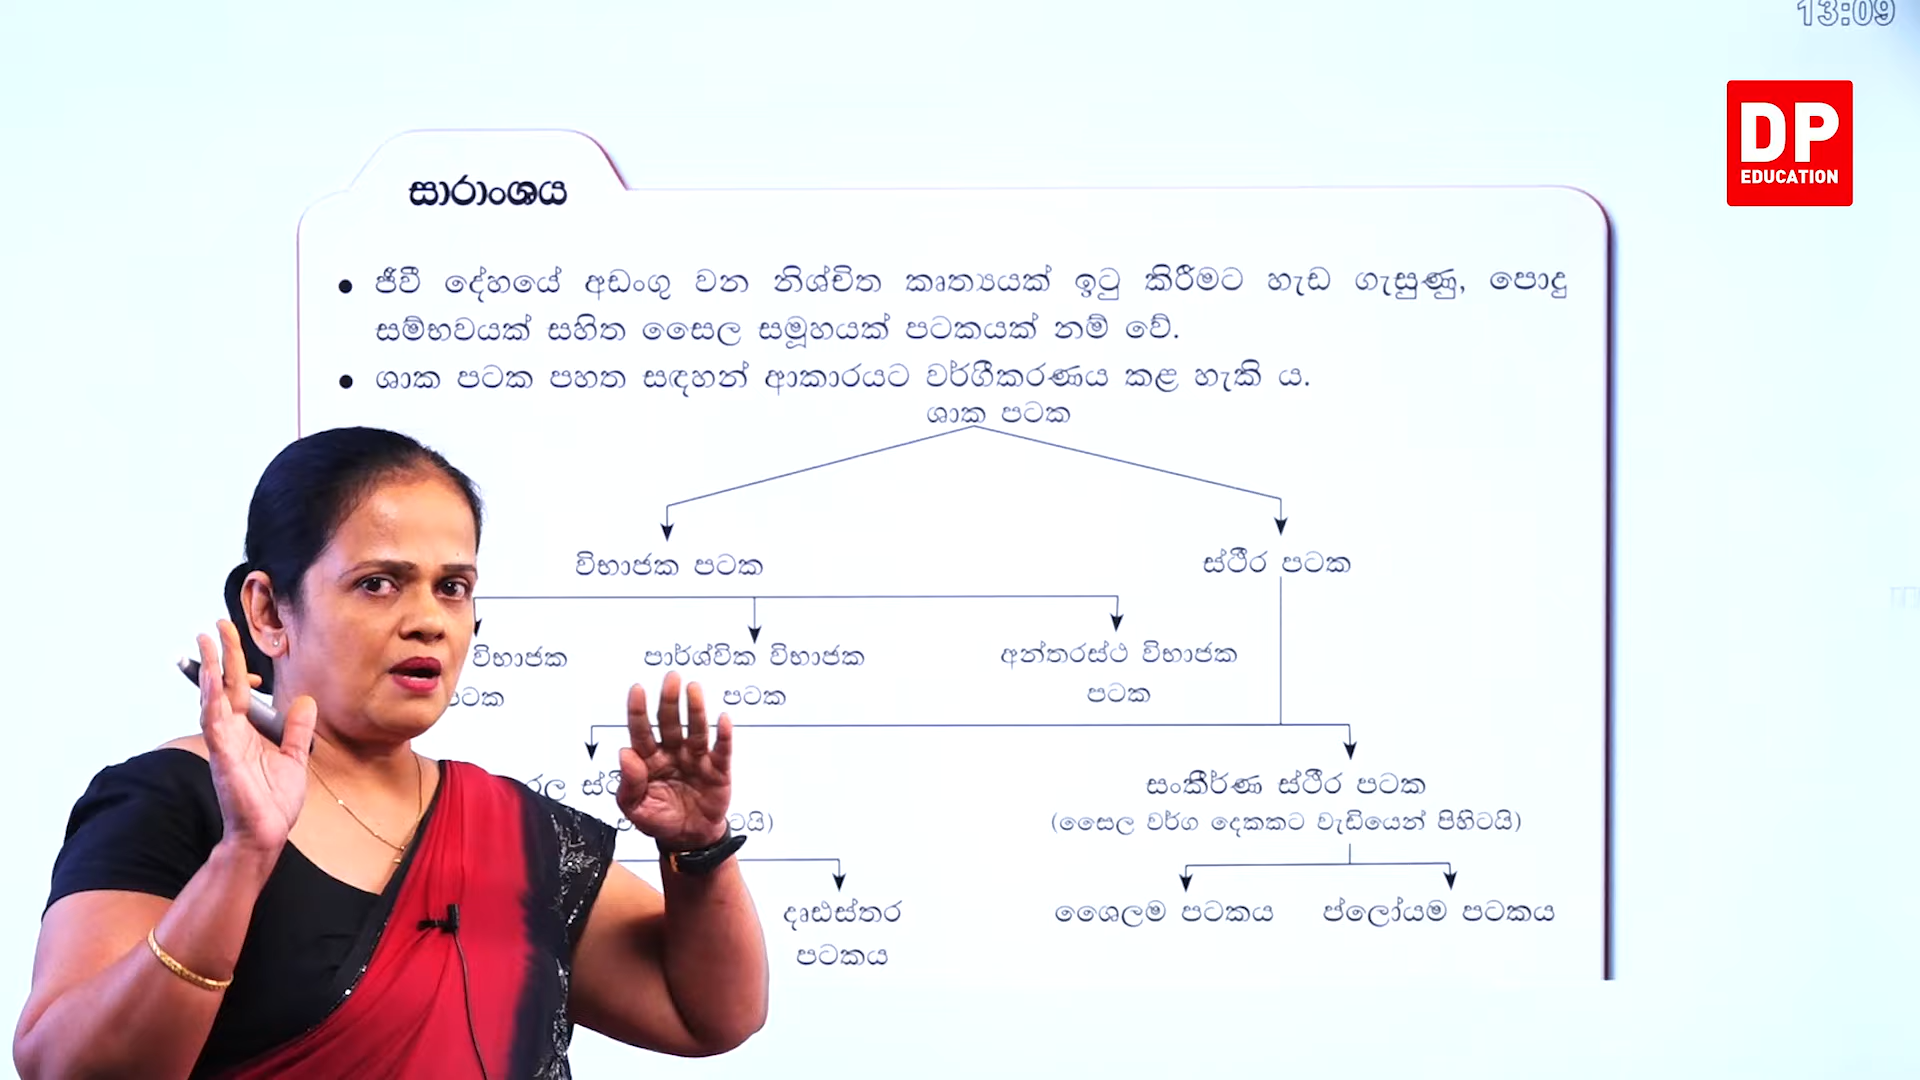 13:09
DP
EDUCATION
සාරාංශය
• ජීවී දේහයේ අඩංගු වන නිශ්චිත කෘත්‍යයක් ඉටු කිරීමට හැඩ ගැසුණු, පොදු
සම්භවයක් සහිත සෛල සමූහයක් පටකයක් නම් වේ.
• ශාක පටක පහත සඳහන් ආකාරයට වර්ගීකරණය කළ හැකි ය.
ශාක පටක
විභාජක පටක
ස්ථීර පටක
විභාජක
පටක
පාර්ශ්වික විභාජක
පටක
අන්තරස්ථ විභාජක
පටක
සංකීර්ණ ස්ථීර පටක
(සෛල වර්ග දෙකකට වැඩියෙන් පිහිටයි)
දෘඪස්තර
පටකය
ශෛලම පටකය
ප්ලෝයම පටකය